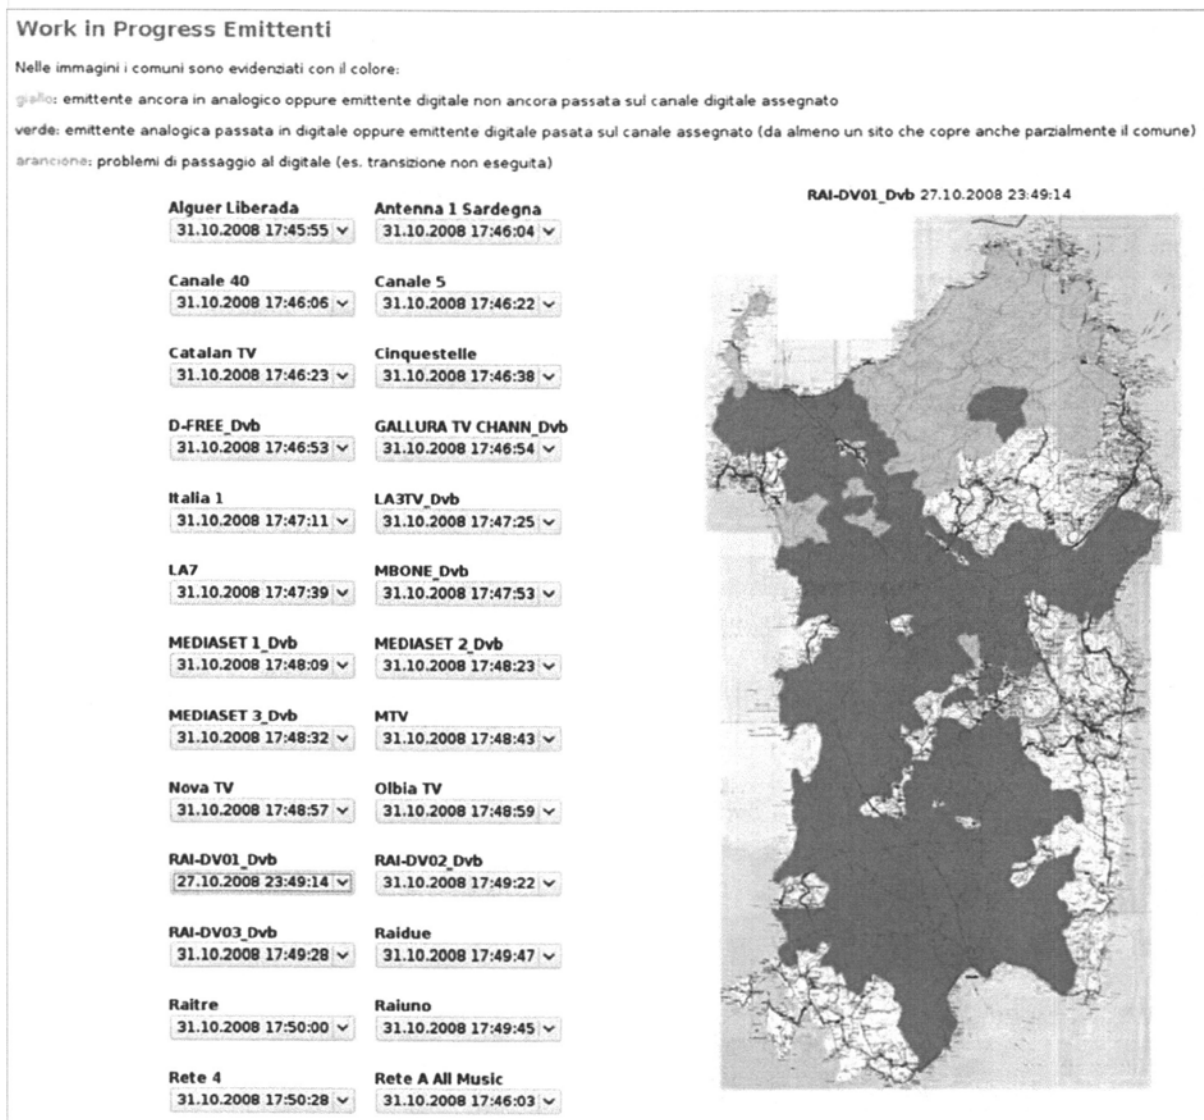 Work in Progress Emittenti
Nelle immagini i comuni sono evidenziati con il colore:
giallo: emittente ancora in analogico oppure emittente digitale non ancora passata sul canale digitale assegnato
verde: emittente analogica passata in digitale oppure emittente digitale pasata sul canale assegnato (da almeno un sito che copre anche parzialmente il comune)
arancione: problemi di passaggio al digitale (es. transizione non eseguita)
RAI-DV01_Dvb 27.10.2008 23:49:14
Alguer Liberada Antenna 1 Sardegna
31.10.2008 17:45:55 31.10.2008 17:46:04
Canale 40 Canale 5
31.10.2008 17:46:06 31.10.2008 17:46:22
Catalan TV Cinquestelle
31.10.2008 17:46:23 31.10.2008 17:46:38
D-FREE_Dvb GALLURA TV CHANN_Dvb
31.10.2008 17:46:53 31.10.2008 17:46:54
Italia 1 LA3TV_Dvb
31.10.2008 17:47:11 31.10.2008 17:47:25
LA7 MBONE_Dvb
31.10.2008 17:47:39 31.10.2008 17:47:53
MEDIASET 1_Dvb MEDIASET 2_Dvb
31.10.2008 17:48:09 31.10.2008 17:48:23
MEDIASET 3_Dvb MTV
31.10.2008 17:48:32 31.10.2008 17:48:43
Nova TV Olbia TV
31.10.2008 17:48:57 31.10.2008 17:48:59
RAI-DV01_Dvb RAI-DV02_Dvb
27.10.2008 23:49:14 31.10.2008 17:49:22
RAI-DV03_Dvb Raidue
31.10.2008 17:49:28 31.10.2008 17:49:47
Raitre Raiuno
31.10.2008 17:50:00 31.10.2008 17:49:45
Rete 4 Rete A All Music
31.10.2008 17:50:28 31.10.2008 17:46:03